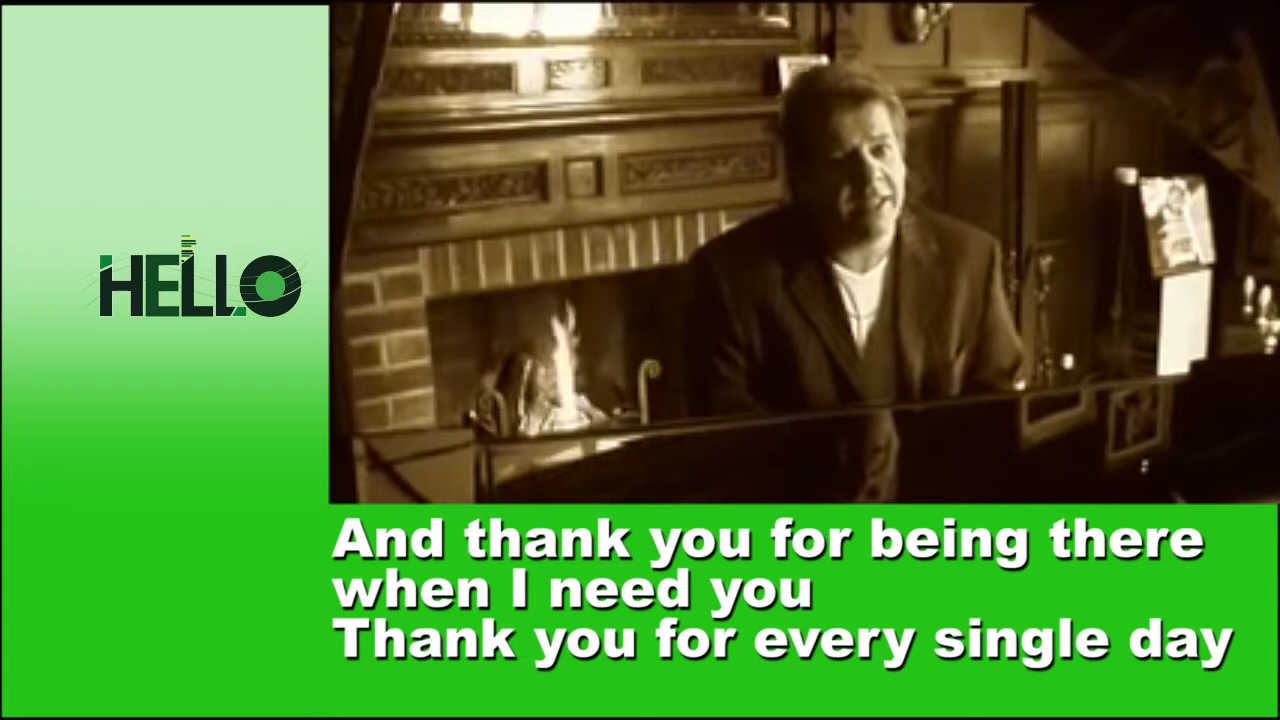 HELLO
And thank you for being there
when I need you
Thank you for every single day